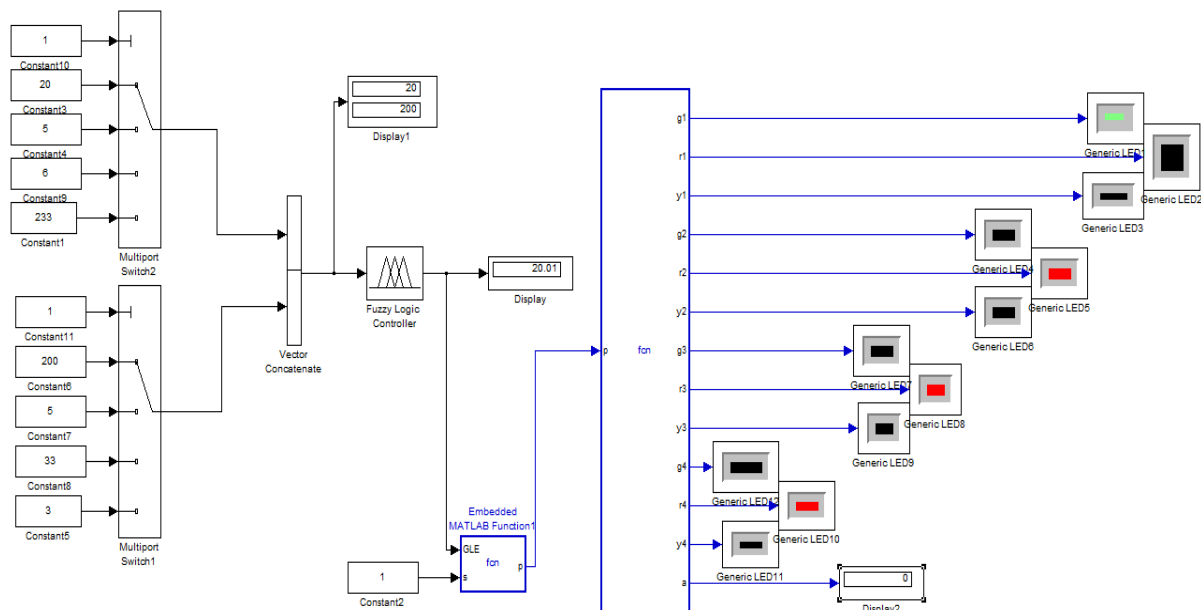 1
Constant10
20
Constant3
5
Constant4
6
Constant9
233
Constant1
Multiport
Switch2
1
Constant11
200
Constant6
5
Constant7
33
Constant8
3
Constant5
Multiport
Switch1
Vector
Concatenate
20
200
Display1
Fuzzy Logic
Controller
20.01
Display
1
Constant2
Embedded
MATLAB Function1
GLE
s
fcn
p
p
fcn
g1
r1
y1
g2
r2
y2
g3
r3
y3
g4
r4
y4
a
Generic LED1
Generic LED2
Generic LED3
Generic LED4
Generic LED5
Generic LED6
Generic LED7
Generic LED8
Generic LED9
Generic LED12
Generic LED10
Generic LED11
0
Display2